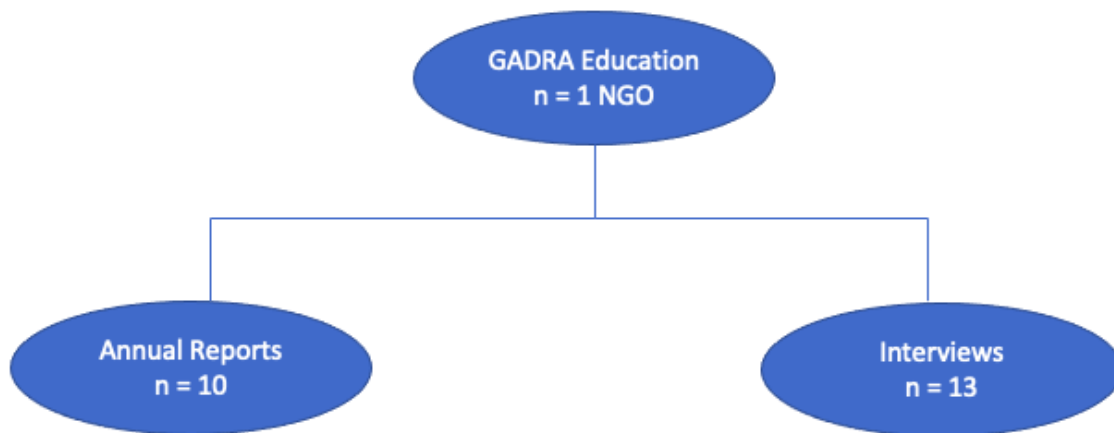 GADRA Education
n = 1 NGO
Annual Reports
n = 10
Interviews
n = 13